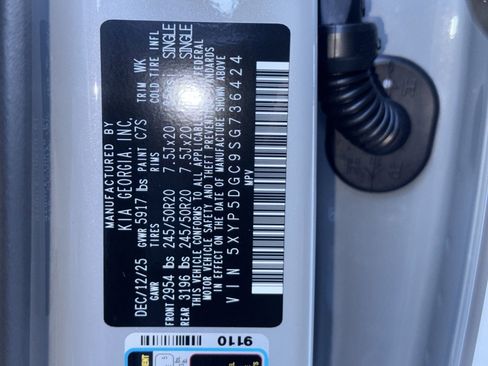 MANUFACTURED BY
KIA GEORGIA, INC.
DEC/12/25 GVWR 5917 lbs PAINT C7S TRIM WK
GAWR TIRES RIMS COLD TIRE INFL
FRONT 2954 lbs 245/50R20 7.5Jx20 SINGLE
REAR 3196 lbs 245/50R20 7.5Jx20 SINGLE
THIS VEHICLE CONFORMS TO ALL APPLICABLE FEDERAL
MOTOR VEHICLE SAFETY AND THEFT PREVENTION STANDARDS
IN EFFECT ON THE DATE OF MANUFACTURE SHOWN ABOVE
VIN 5XYP5DGC9SG736424
MPV
9110